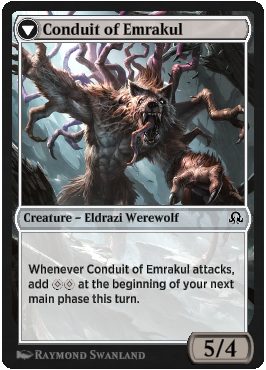 Conduit of Emrakul
Creature – Eldrazi Werewolf
Whenever Conduit of Emrakul attacks,
add ◇◇ at the beginning of your next
main phase this turn.
Raymond Swanland
5/4